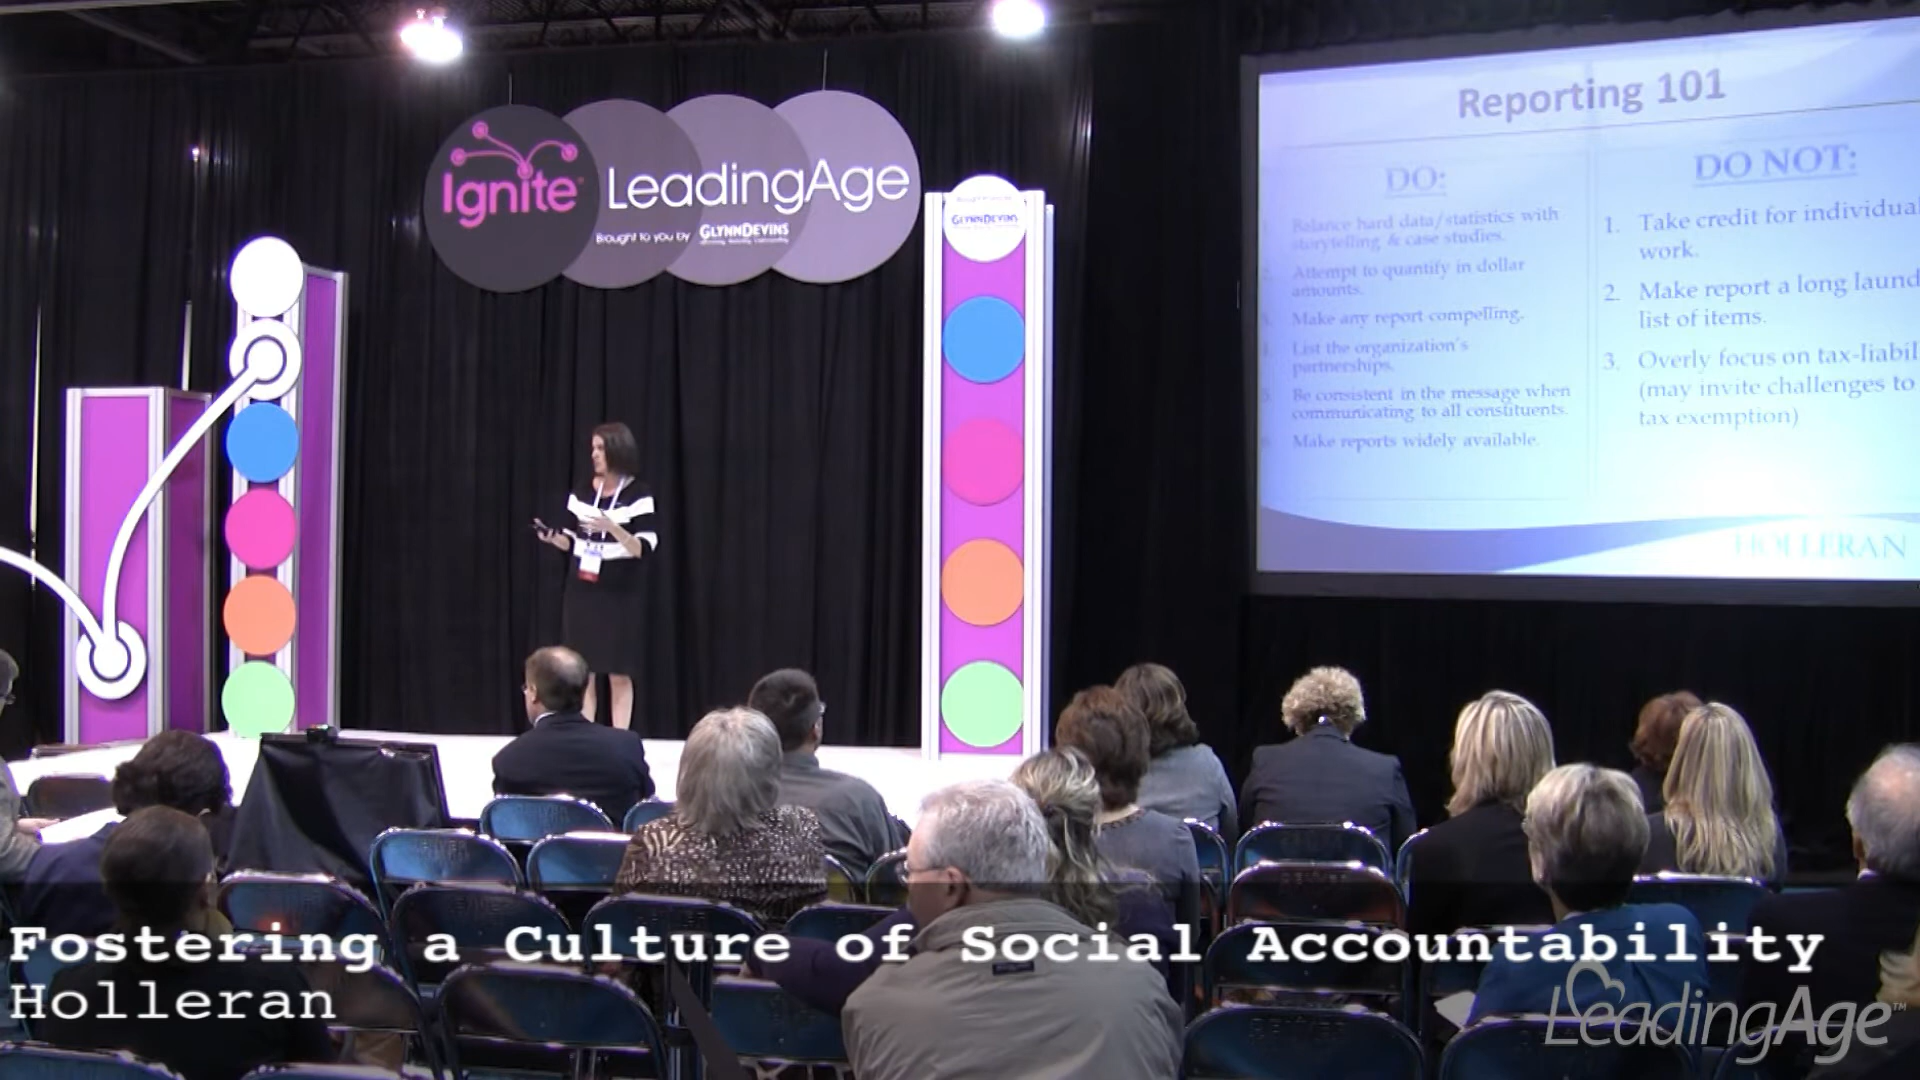 Ignite
LeadingAge
Brought to you by GLYNNDEVINS
GLYNNDEVINS
Reporting 101
DO:
Balance hard data/statistics with
storytelling & case studies.
Attempt to quantify in dollar
amounts.
Make any report compelling.
List the organization's
partnerships.
Be consistent in the message when
communicating to all constituents.
Make reports widely available.
DO NOT:
1. Take credit for individual
work.
2. Make report a long laund
list of items.
3. Overly focus on tax-liabil
(may invite challenges to
tax exemption)
HOLLERAN
Fostering a Culture of Social Accountability
Holleran
LeadingAge™